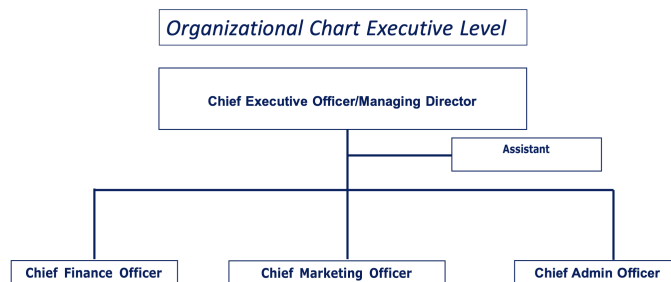 Organizational Chart Executive Level
Chief Executive Officer/Managing Director
Assistant
Chief Finance Officer
Chief Marketing Officer
Chief Admin Officer